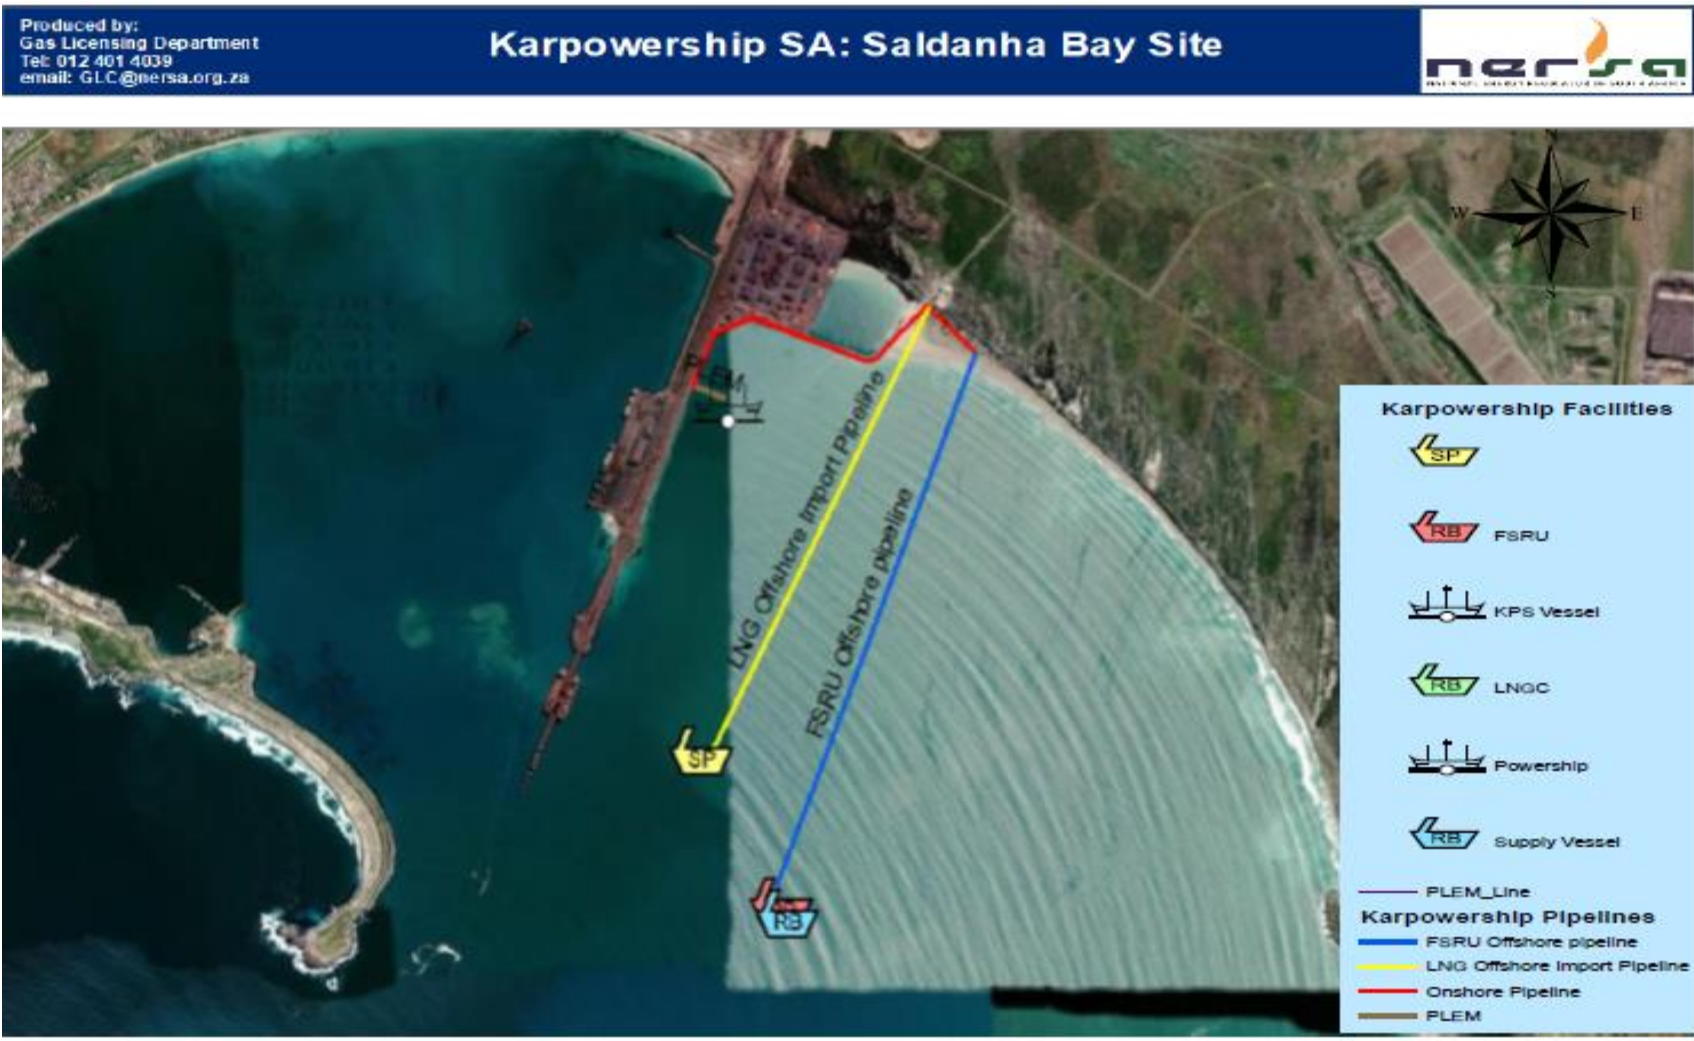 Produced by:
Gas Licensing Department
Tel: 012 401 4039
email: GLC@nersa.org.za
Karpowership SA: Saldanha Bay Site
nersa
N
W
E
S
LNG Offshore Import Pipeline
FSRU Offshore pipeline
SP
RB
Karpowership Facilities
SP
RB FSRU
KPS Vessel
RB LNGC
Powership
RB Supply Vessel
PLEM_Line
Karpowership Pipelines
FSRU Offshore pipeline
LNG Offshore Import Pipeline
Onshore Pipeline
PLEM